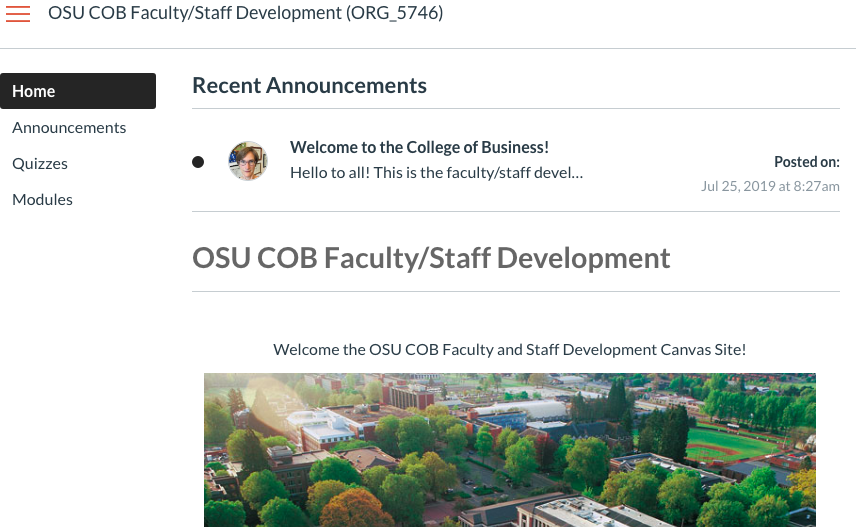 OSU COB Faculty/Staff Development (ORG_5746)
Home
Announcements
Quizzes
Modules
Recent Announcements
Welcome to the College of Business!
Hello to all! This is the faculty/staff devel...
Posted on:
Jul 25, 2019 at 8:27am
OSU COB Faculty/Staff Development
Welcome the OSU COB Faculty and Staff Development Canvas Site!